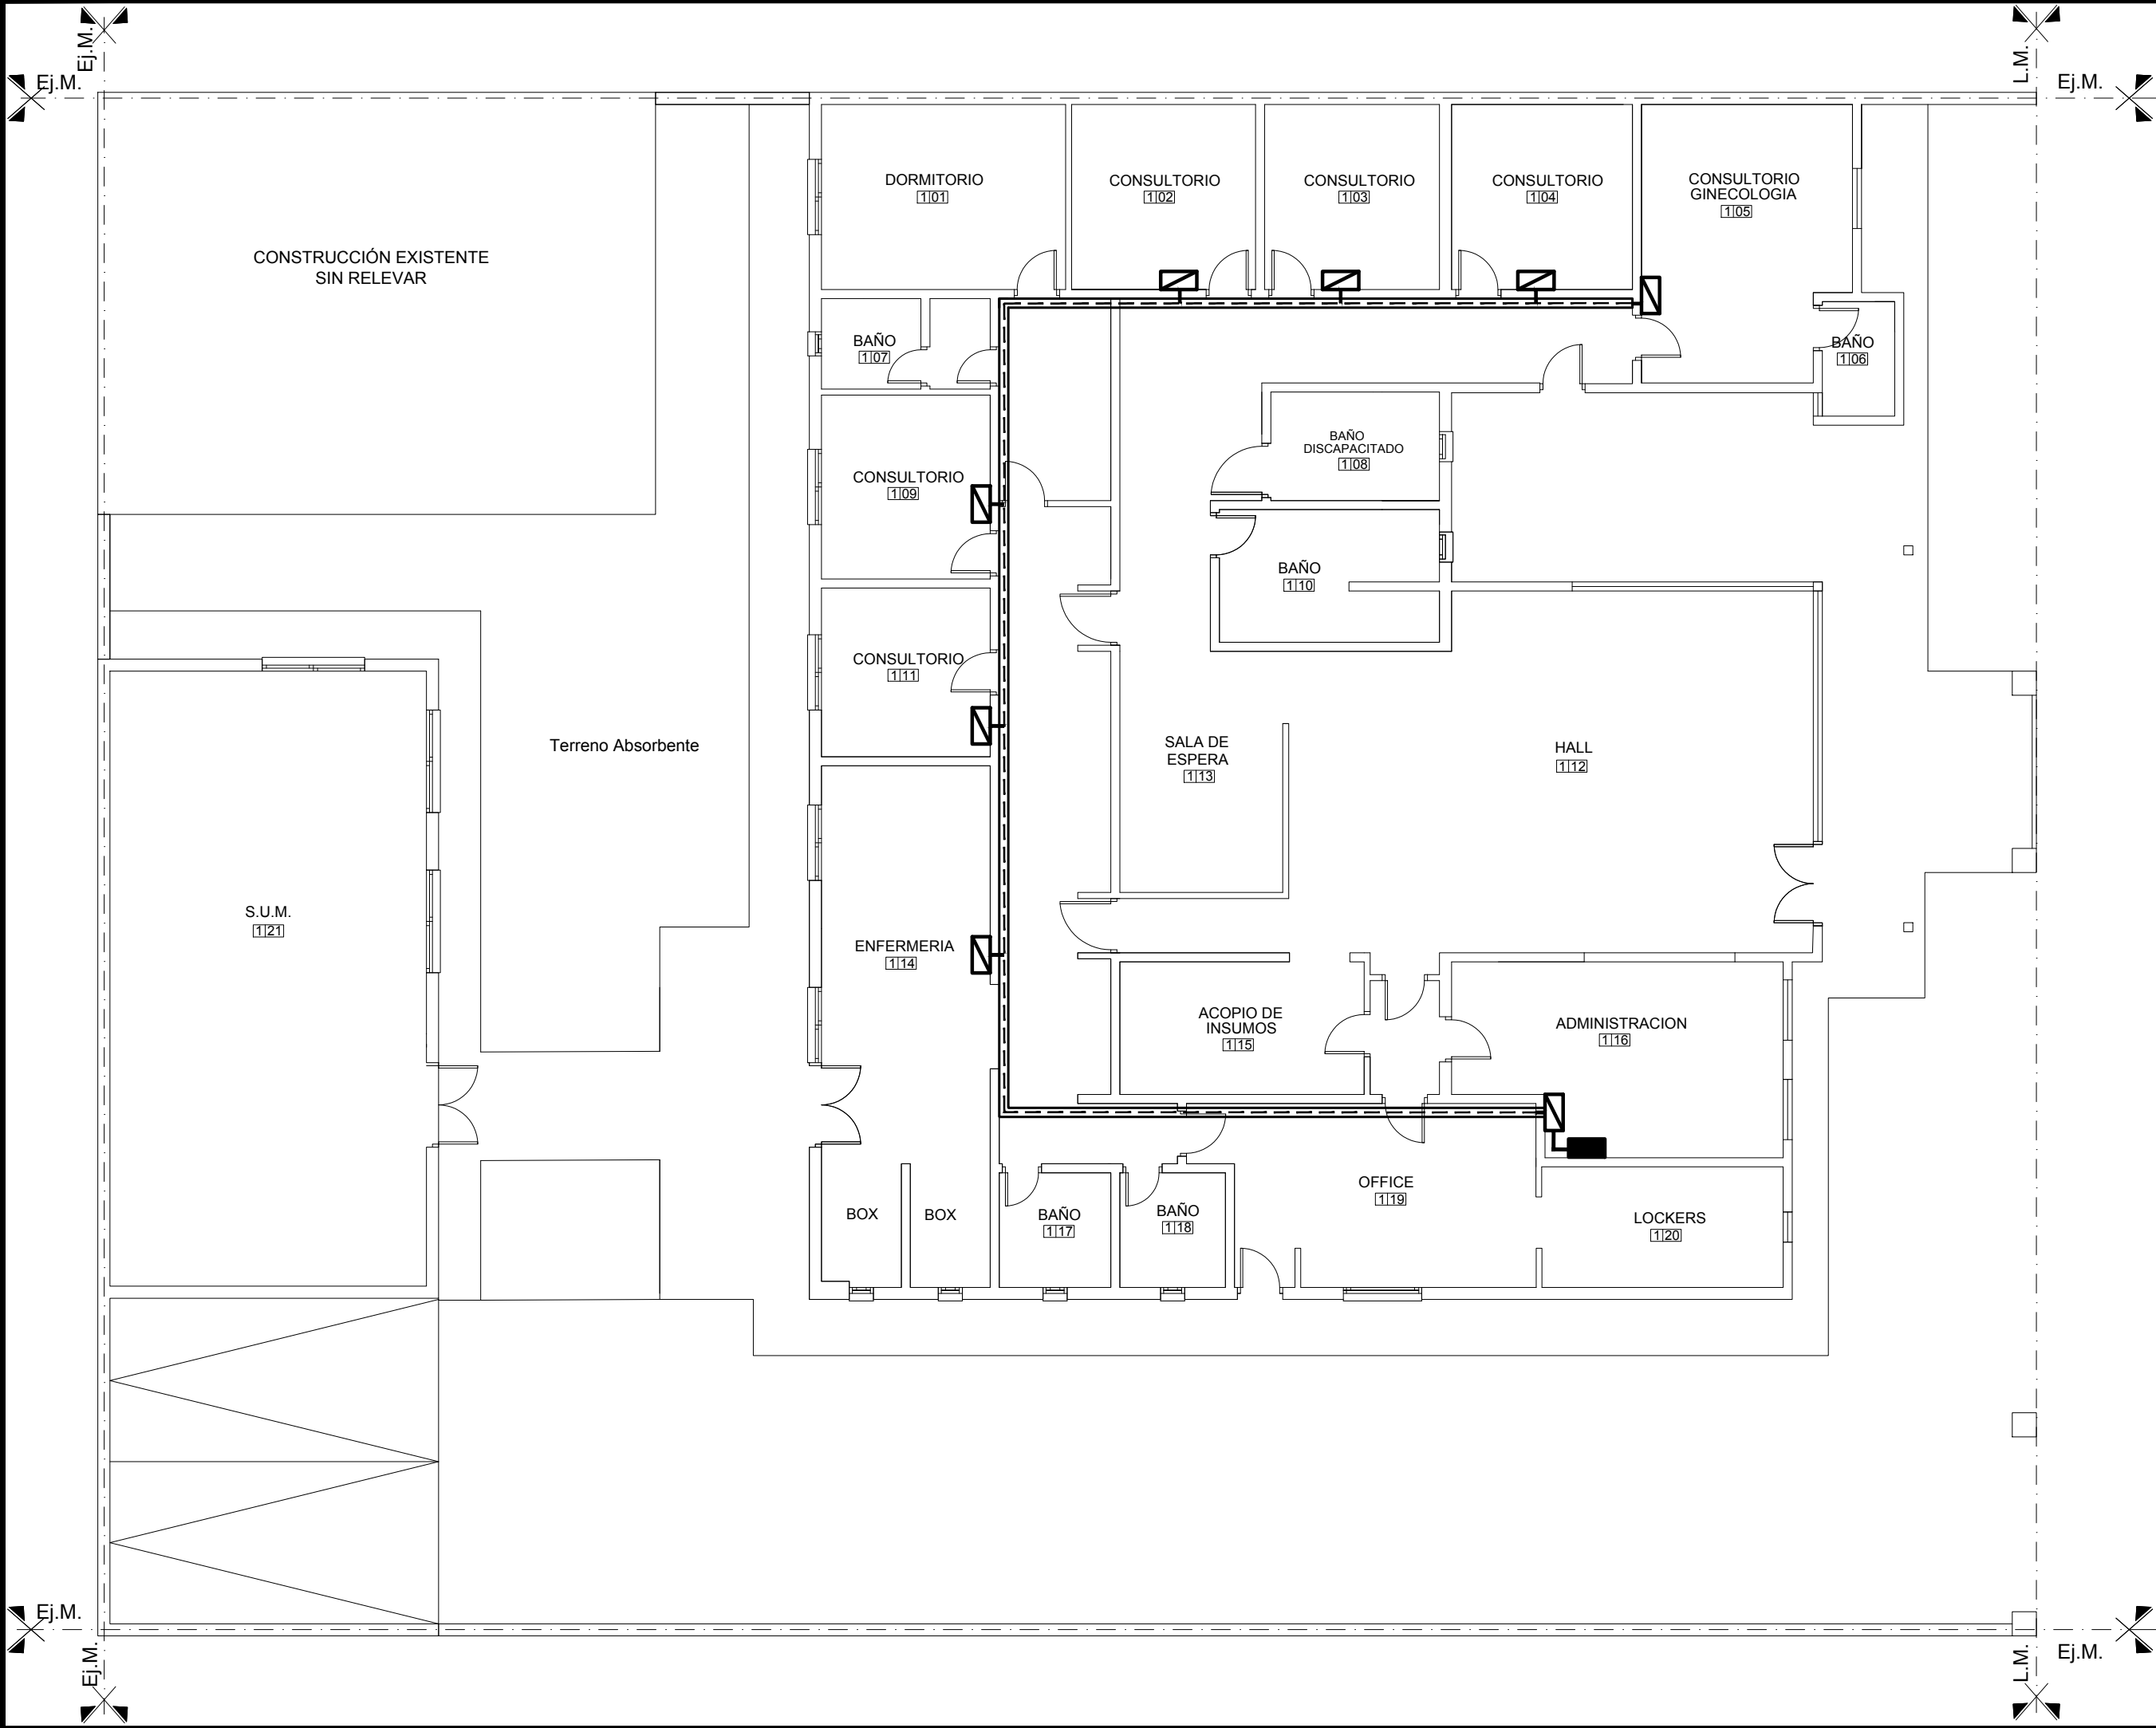 Ej.M.
L.M.
Ej.M.
Ej.M.
DORMITORIO
1 01
CONSULTORIO
1 02
CONSULTORIO
1 03
CONSULTORIO
1 04
CONSULTORIO
GINECOLOGIA
1 05
CONSTRUCCIÓN EXISTENTE
SIN RELEVAR
BAÑO
1 07
BAÑO
1 06
BAÑO
DISCAPACITADO
1 08
CONSULTORIO
1 09
BAÑO
1 10
CONSULTORIO
1 11
Terreno Absorbente
SALA DE
ESPERA
1 13
HALL
1 12
S.U.M.
1 21
ENFERMERIA
1 14
ACOPIO DE
INSUMOS
1 15
ADMINISTRACION
1 16
BOX
BOX
BAÑO
1 17
BAÑO
1 18
OFFICE
1 19
LOCKERS
1 20
Ej.M.
Ej.M.
Ej.M.
L.M.